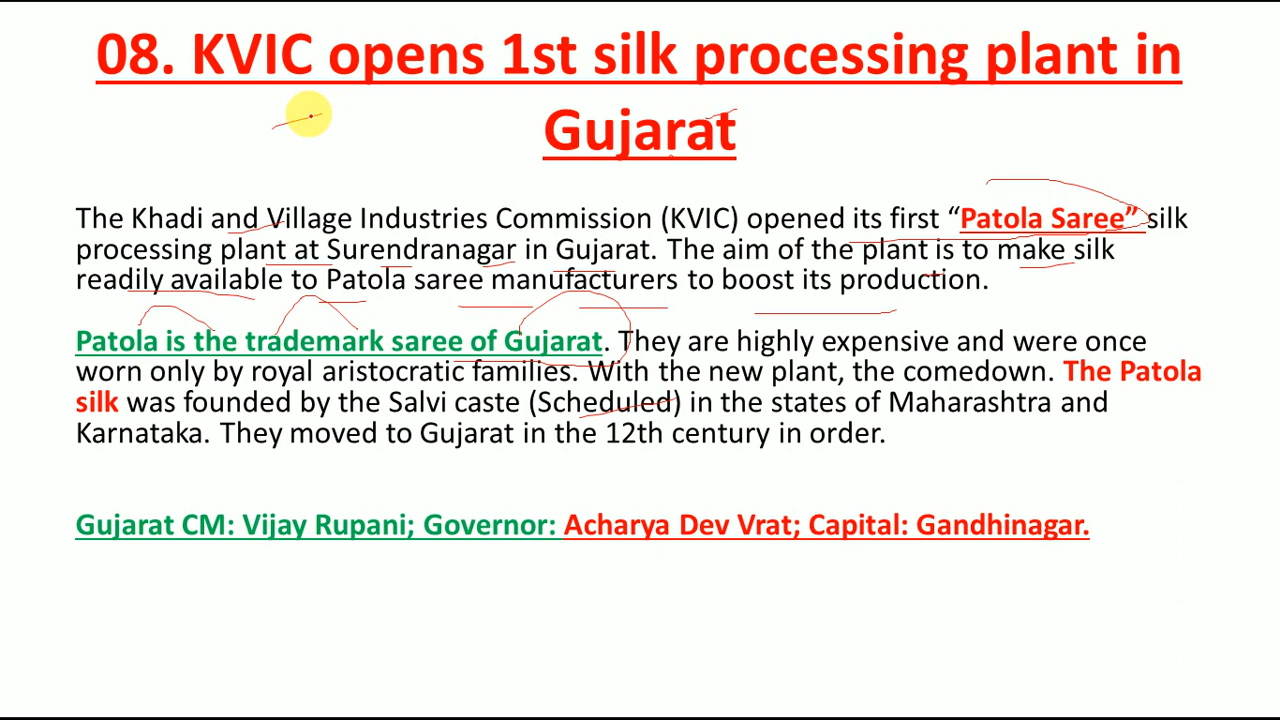 08. KVIC opens 1st silk processing plant in
Gujarat
The Khadi and Village Industries Commission (KVIC) opened its first “Patola Saree” silk
processing plant at Surendranagar in Gujarat. The aim of the plant is to make silk
readily available to Patola saree manufacturers to boost its production.
Patola is the trademark saree of Gujarat. They are highly expensive and were once
worn only by royal aristocratic families. With the new plant, the comedown. The Patola
silk was founded by the Salvi caste (Scheduled) in the states of Maharashtra and
Karnataka. They moved to Gujarat in the 12th century in order.
Gujarat CM: Vijay Rupani; Governor: Acharya Dev Vrat; Capital: Gandhinagar.